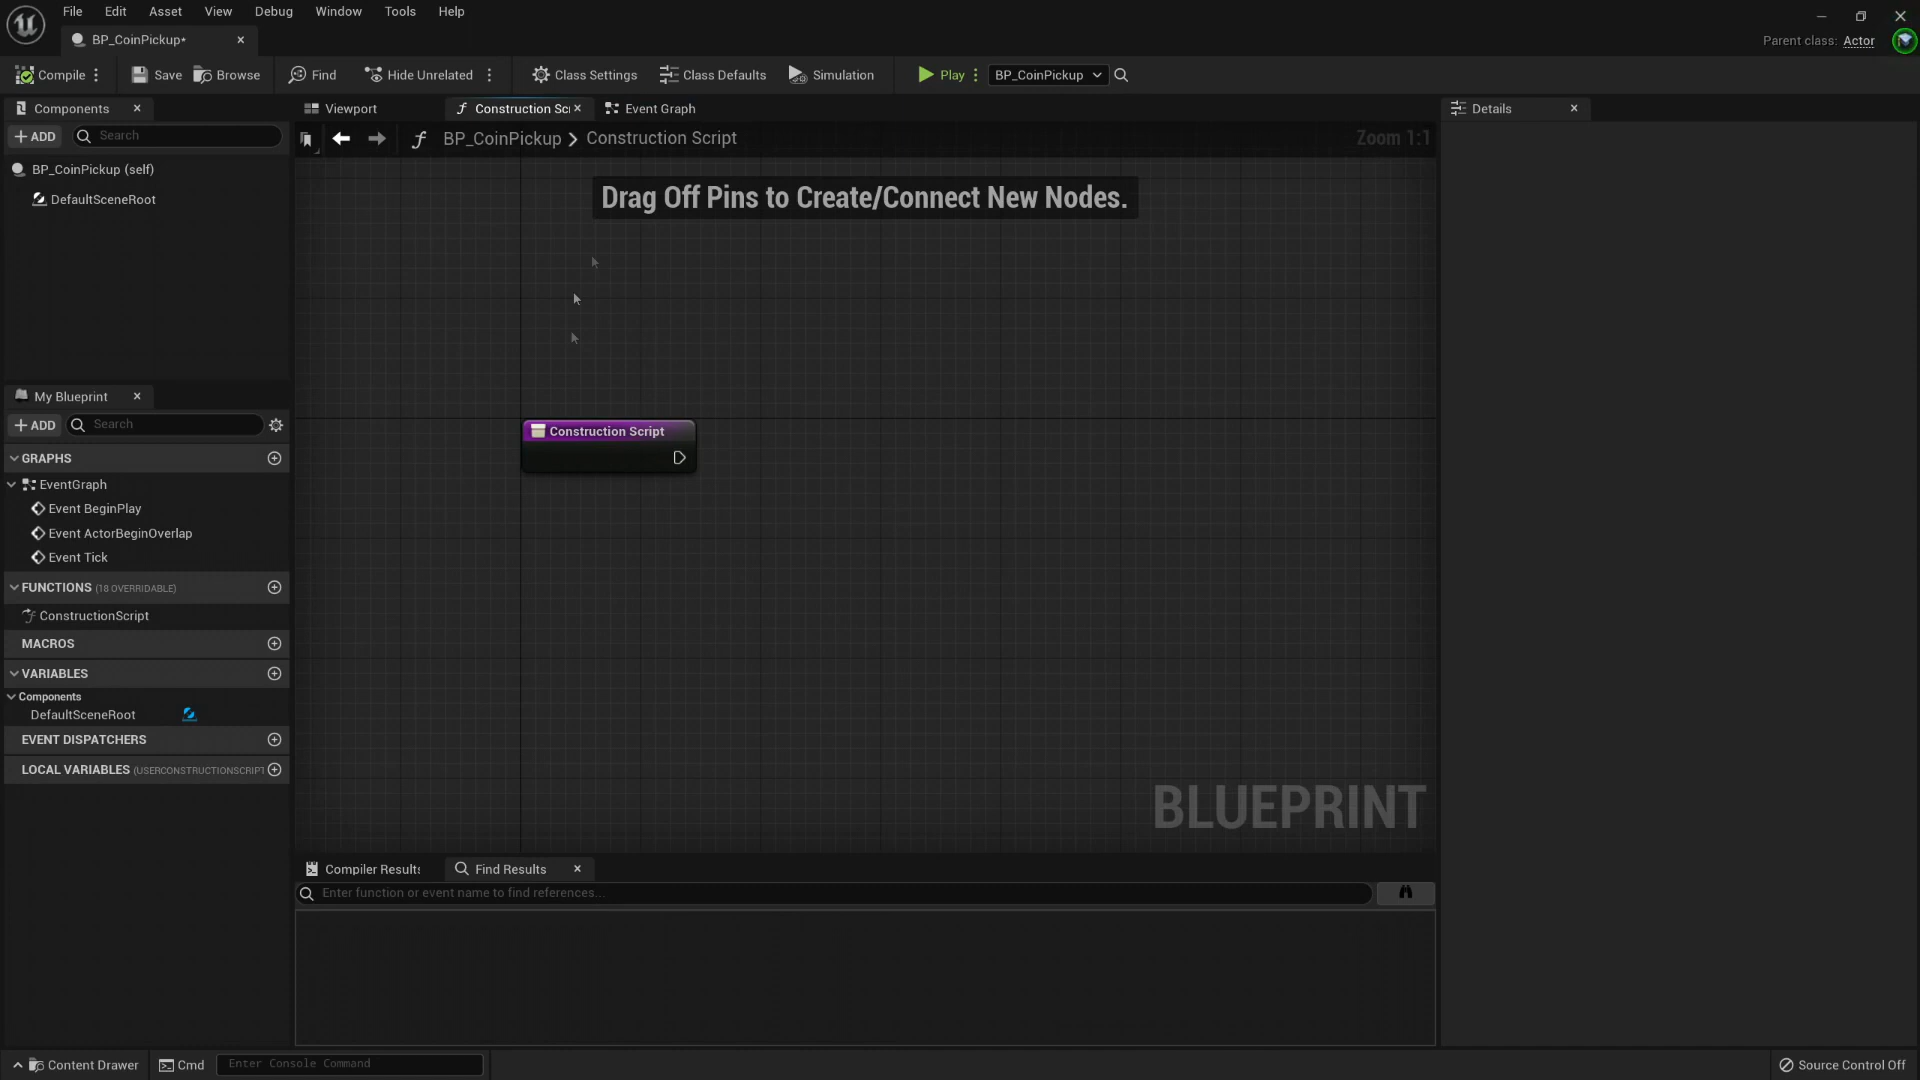 File Edit Asset View Debug Window Tools Help
BP_CoinPickup*
Parent class: Actor
Compile Save Browse Find Hide Unrelated Class Settings Class Defaults Simulation Play BP_CoinPickup
Components
Viewport Construction Scr Event Graph
Details
ADD Search
BP_CoinPickup Construction Script
Zoom 1:1
BP_CoinPickup (self)
DefaultSceneRoot
Drag Off Pins to Create/Connect New Nodes.
My Blueprint
ADD Search
Construction Script
GRAPHS
EventGraph
Event BeginPlay
Event ActorBeginOverlap
Event Tick
FUNCTIONS (18 OVERRIDABLE)
ConstructionScript
MACROS
VARIABLES
Components
DefaultSceneRoot
EVENT DISPATCHERS
LOCAL VARIABLES (USERCONSTRUCTIONSCRIPT
BLUEPRINT
Compiler Results Find Results
Enter function or event name to find references...
Content Drawer Cmd Enter Console Command
Source Control Off